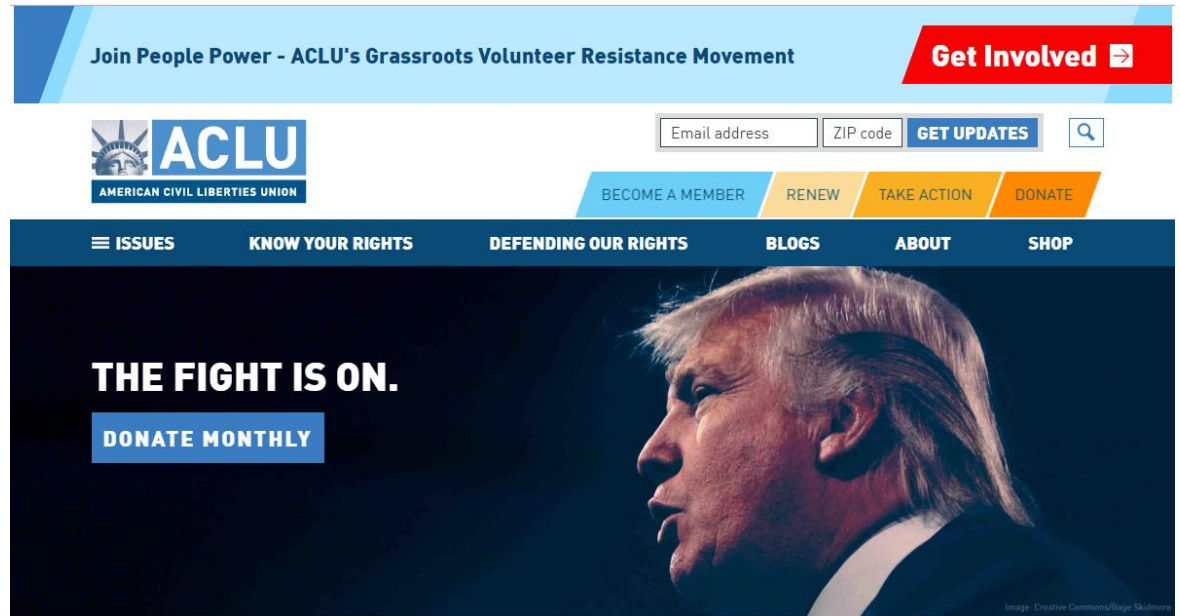 Join People Power - ACLU's Grassroots Volunteer Resistance Movement
Get Involved
Email address
ZIP code
GET UPDATES
ACLU
AMERICAN CIVIL LIBERTIES UNION
BECOME A MEMBER
RENEW
TAKE ACTION
DONATE
ISSUES
KNOW YOUR RIGHTS
DEFENDING OUR RIGHTS
BLOGS
ABOUT
SHOP
THE FIGHT IS ON.
DONATE MONTHLY
Image: Creative Commons/Gage Skidmore